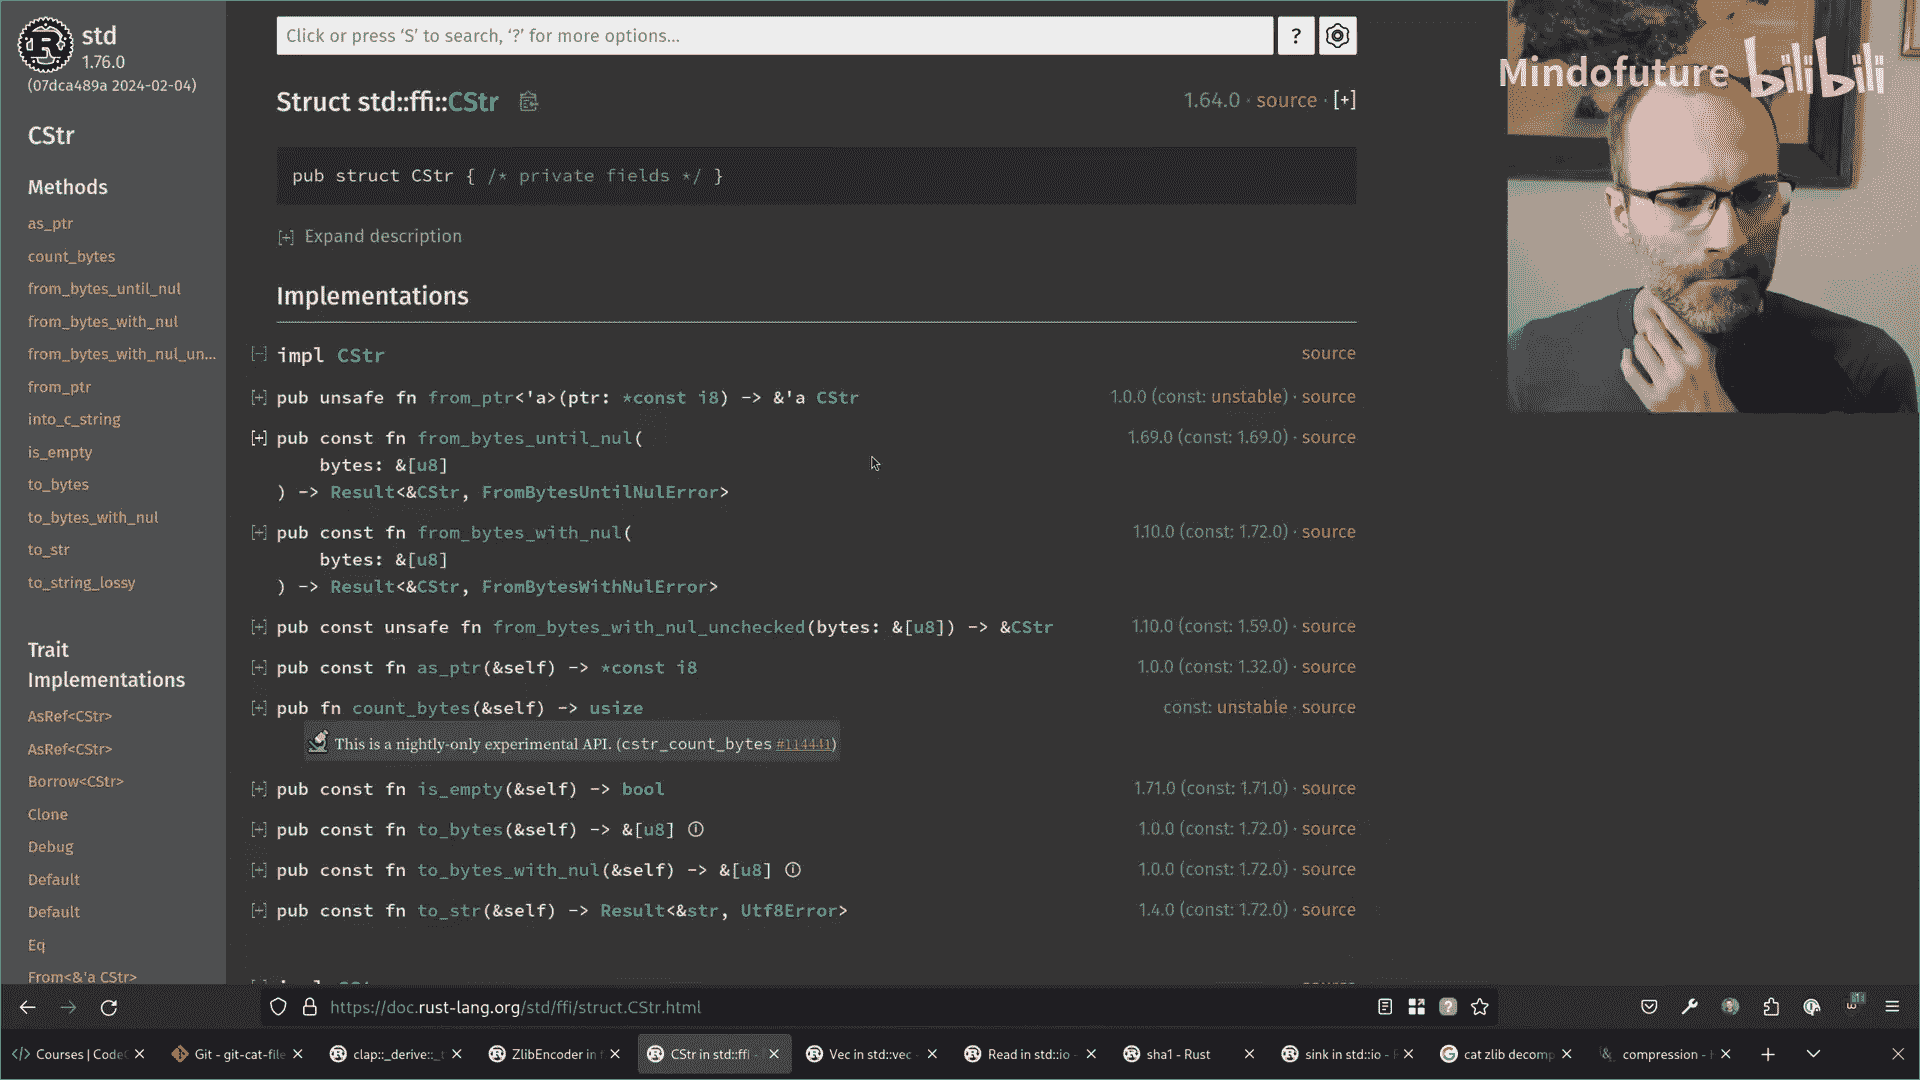 std
1.76.0
(07dca489a 2024-02-04)
CStr
Methods
as_ptr
count_bytes
from_bytes_until_nul
from_bytes_with_nul
from_bytes_with_nul_un...
from_ptr
into_c_string
is_empty
to_bytes
to_bytes_with_nul
to_str
to_string_lossy
Trait
Implementations
AsRef<CStr>
AsRef<CStr>
Borrow<CStr>
Clone
Debug
Default
Default
Eq
From<&'a CStr>
Click or press ‘S’ to search, ‘?’ for more options...
?
Struct std::ffi::CStr
1.64.0 · source · [+]
pub struct CStr { /* private fields */ }
[+] Expand description
Implementations
[-] impl CStr source
[+] pub unsafe fn from_ptr<'a>(ptr: *const i8) -> &'a CStr 1.0.0 (const: unstable) · source
[+] pub const fn from_bytes_until_nul( 1.69.0 (const: 1.69.0) · source
bytes: &[u8]
) -> Result<&CStr, FromBytesUntilNulError>
[+] pub const fn from_bytes_with_nul( 1.10.0 (const: 1.72.0) · source
bytes: &[u8]
) -> Result<&CStr, FromBytesWithNulError>
[+] pub const unsafe fn from_bytes_with_nul_unchecked(bytes: &[u8]) -> &CStr 1.10.0 (const: 1.59.0) · source
[+] pub const fn as_ptr(&self) -> *const i8 1.0.0 (const: 1.32.0) · source
[+] pub fn count_bytes(&self) -> usize const: unstable · source
This is a nightly-only experimental API. (cstr_count_bytes #114441)
[+] pub const fn is_empty(&self) -> bool 1.71.0 (const: 1.71.0) · source
[+] pub const fn to_bytes(&self) -> &[u8] ⓘ 1.0.0 (const: 1.72.0) · source
[+] pub const fn to_bytes_with_nul(&self) -> &[u8] ⓘ 1.0.0 (const: 1.72.0) · source
[+] pub const fn to_str(&self) -> Result<&str, Utf8Error> 1.4.0 (const: 1.72.0) · source
Mindofuture bilibili
https://doc.rust-lang.org/std/ffi/struct.CStr.html
Courses | Code
Git - git-cat-file
clap::_derive::_t
ZlibEncoder in f
CStr in std::ffi -
Vec in std::vec -
Read in std::io -
sha1 - Rust
sink in std::io - R
cat zlib decomp
compression -